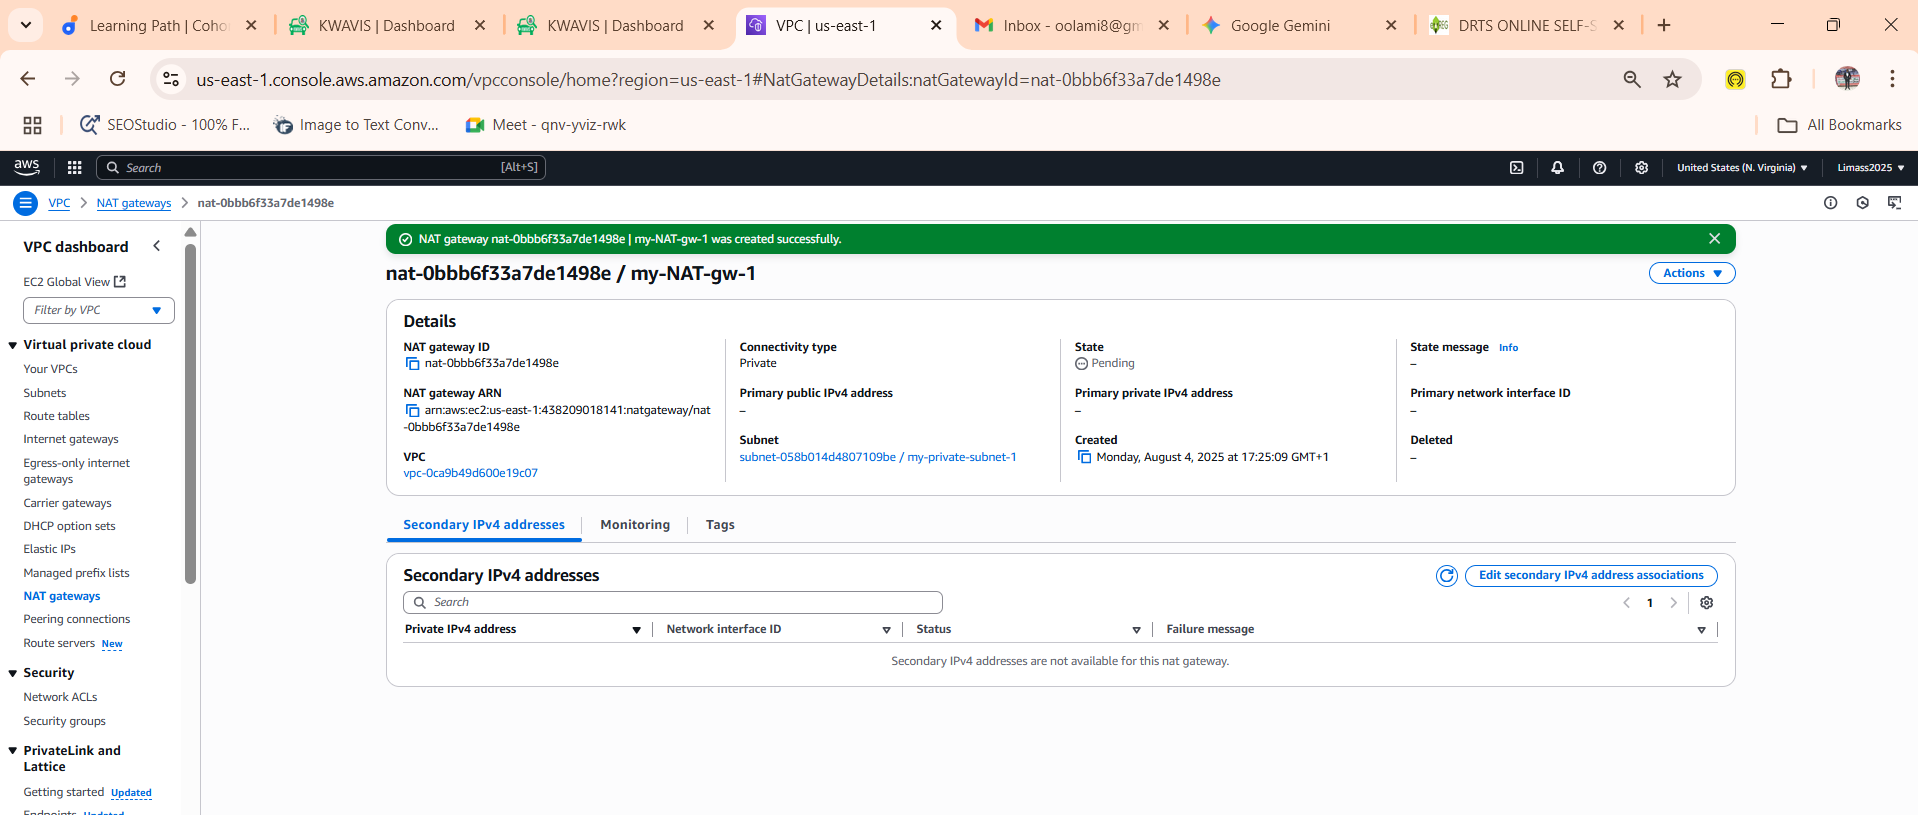 Learning Path | Coho
KWAVIS | Dashboard
KWAVIS | Dashboard
VPC | us-east-1
Inbox - oolami8@gm
Google Gemini
DRTS ONLINE SELF-S
us-east-1.console.aws.amazon.com/vpcconsole/home?region=us-east-1#NatGatewayDetails:natGatewayId=nat-0bbb6f33a7de1498e
SEOStudio - 100% F...
Image to Text Conv...
Meet - qnv-yviz-rwk
All Bookmarks
aws
Search
[Alt+S]
United States (N. Virginia)
Limass2025
VPC
NAT gateways
nat-0bbb6f33a7de1498e
VPC dashboard
EC2 Global View
Filter by VPC
Virtual private cloud
Your VPCs
Subnets
Route tables
Internet gateways
Egress-only internet
gateways
Carrier gateways
DHCP option sets
Elastic IPs
Managed prefix lists
NAT gateways
Peering connections
Route servers New
Security
Network ACLs
Security groups
PrivateLink and
Lattice
Getting started Updated
Endpoints Updated
NAT gateway nat-0bbb6f33a7de1498e | my-NAT-gw-1 was created successfully.
nat-0bbb6f33a7de1498e / my-NAT-gw-1
Actions
Details
NAT gateway ID
nat-0bbb6f33a7de1498e
NAT gateway ARN
arn:aws:ec2:us-east-1:438209018141:natgateway/nat
-0bbb6f33a7de1498e
VPC
vpc-0ca9b49d600e19c07
Connectivity type
Private
Primary public IPv4 address
–
Subnet
subnet-058b014d4807109be / my-private-subnet-1
State
Pending
Primary private IPv4 address
–
Created
Monday, August 4, 2025 at 17:25:09 GMT+1
State message Info
–
Primary network interface ID
–
Deleted
–
Secondary IPv4 addresses
Monitoring
Tags
Secondary IPv4 addresses
Edit secondary IPv4 address associations
Search
1
Private IPv4 address
Network interface ID
Status
Failure message
Secondary IPv4 addresses are not available for this nat gateway.